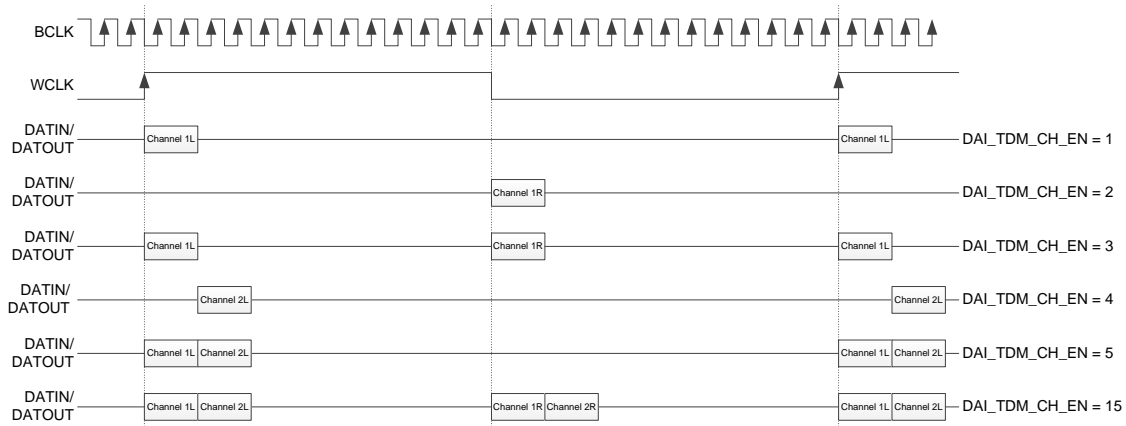 BCLK
WCLK
DATIN/
DATOUT
Channel 1L
Channel 1L
DAI_TDM_CH_EN = 1
DATIN/
DATOUT
Channel 1R
DAI_TDM_CH_EN = 2
DATIN/
DATOUT
Channel 1L
Channel 1R
Channel 1L
DAI_TDM_CH_EN = 3
DATIN/
DATOUT
Channel 2L
Channel 2L
DAI_TDM_CH_EN = 4
DATIN/
DATOUT
Channel 1L
Channel 2L
Channel 1L
Channel 2L
DAI_TDM_CH_EN = 5
DATIN/
DATOUT
Channel 1L
Channel 2L
Channel 1R
Channel 2R
Channel 1L
Channel 2L
DAI_TDM_CH_EN = 15